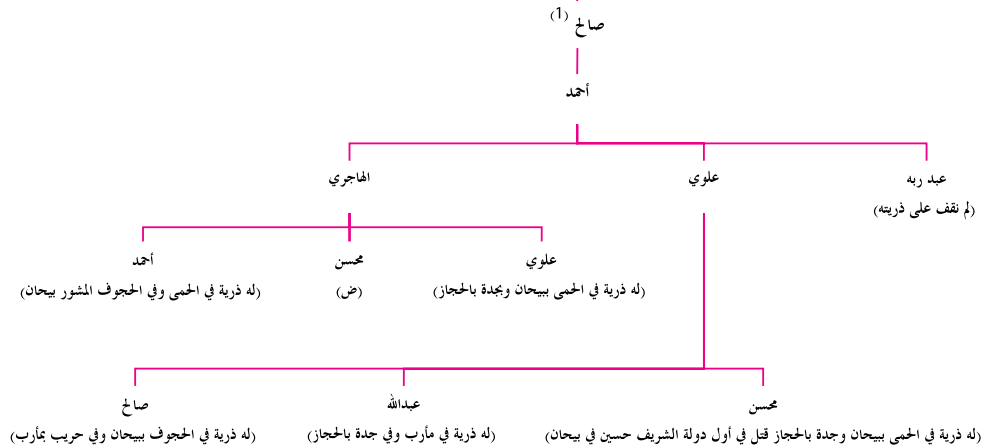 صالح (1)
أحمد
عبد ربه
علوي
الهاجري
(لم نقف على ذريته)
علوي
محسن
أحمد
(له ذرية في الحمى ببيحان وبجدة بالحجاز)
(ض)
(له ذرية في الحمى وفي الحجوف المشور بيحان)
محسن
عبدالله
صالح
(له ذرية في الحمى ببيحان وجدة بالحجاز قتل في أول دولة الشريف حسين في بيحان)
(له ذرية في مأرب وفي جدة بالحجاز)
(له ذرية في الحجوف ببيحان وفي حريب بمأرب)